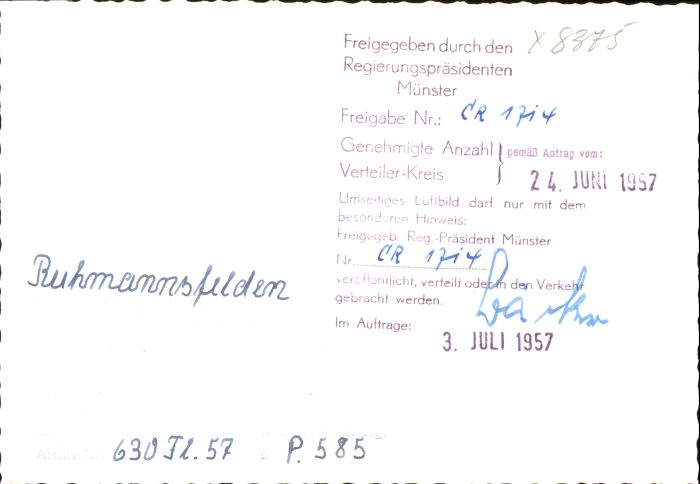 X 8375
Freigegeben durch den
Regierungspräsidenten
Münster
Freigabe Nr.: CR 1714
Genehmigte Anzahl
Verteiler-Kreis
gemäß Antrag vom:
24. JUNI 1957
Umseitiges Luftbild darf nur mit dem
besonderen Hinweis:
Freigegeb. Reg.-Präsident Münster
Nr. CR 1714
veröffentlicht, verteilt oder in den Verkehr
gebracht werden.
Im Auftrage:
3. JULI 1957
Ruhmannsfelden
Archiv 630 Fl. 57 P. 585